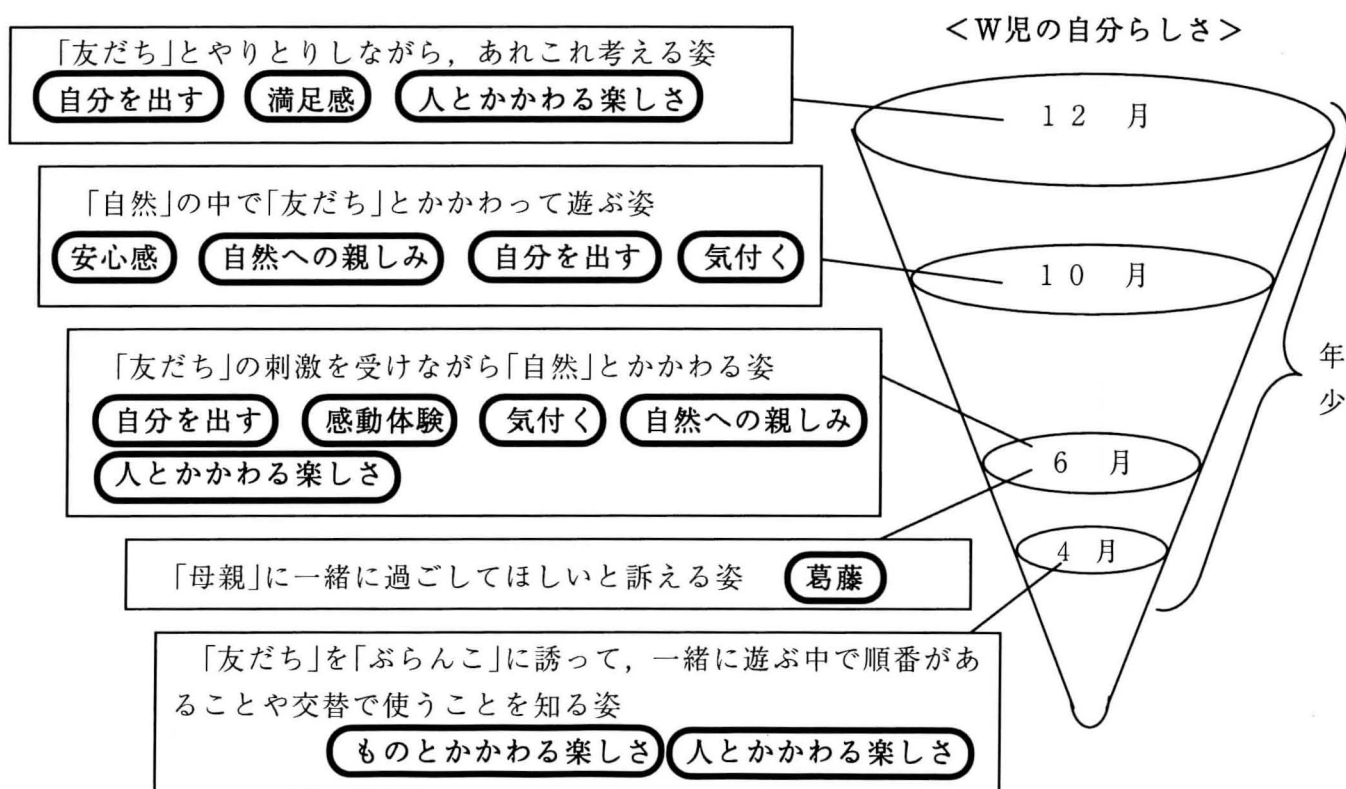 <W児の自分らしさ>
「友だち」とやりとりしながら，あれこれ考える姿
自分を出す 満足感 人とかかわる楽しさ
12 月
「自然」の中で「友だち」とかかわって遊ぶ姿
安心感 自然への親しみ 自分を出す 気付く
10 月
「友だち」の刺激を受けながら「自然」とかかわる姿
自分を出す 感動体験 気付く 自然への親しみ
人とかかわる楽しさ
6 月
「母親」に一緒に過ごしてほしいと訴える姿 葛藤
4 月
「友だち」を「ぶらんこ」に誘って，一緒に遊ぶ中で順番があ
ることや交替で使うことを知る姿
ものとかかわる楽しさ 人とかかわる楽しさ
年少